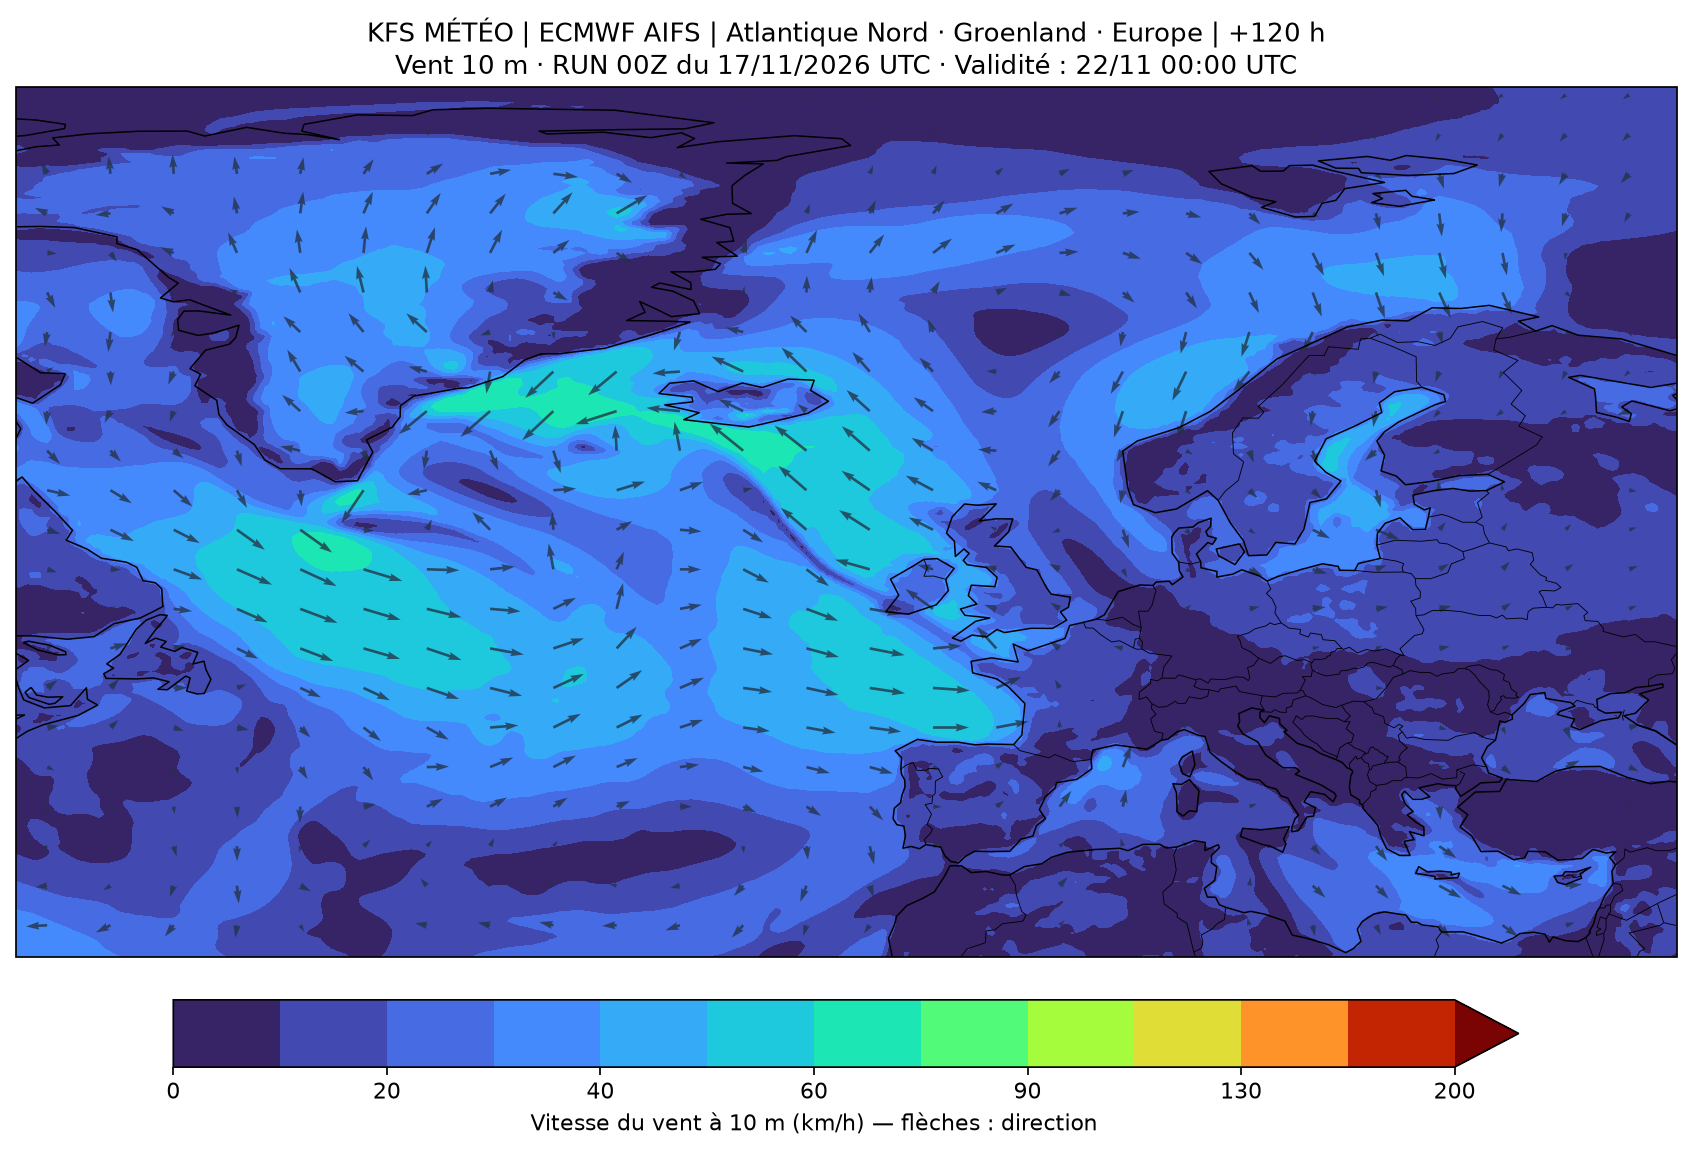 KFS MÉTÉO | ECMWF AIFS | Atlantique Nord · Groenland · Europe | +120 h
Vent 10 m · RUN 00Z du 17/11/2026 UTC · Validité : 22/11 00:00 UTC
0 20 40 60 90 130 200
Vitesse du vent à 10 m (km/h) — flèches : direction